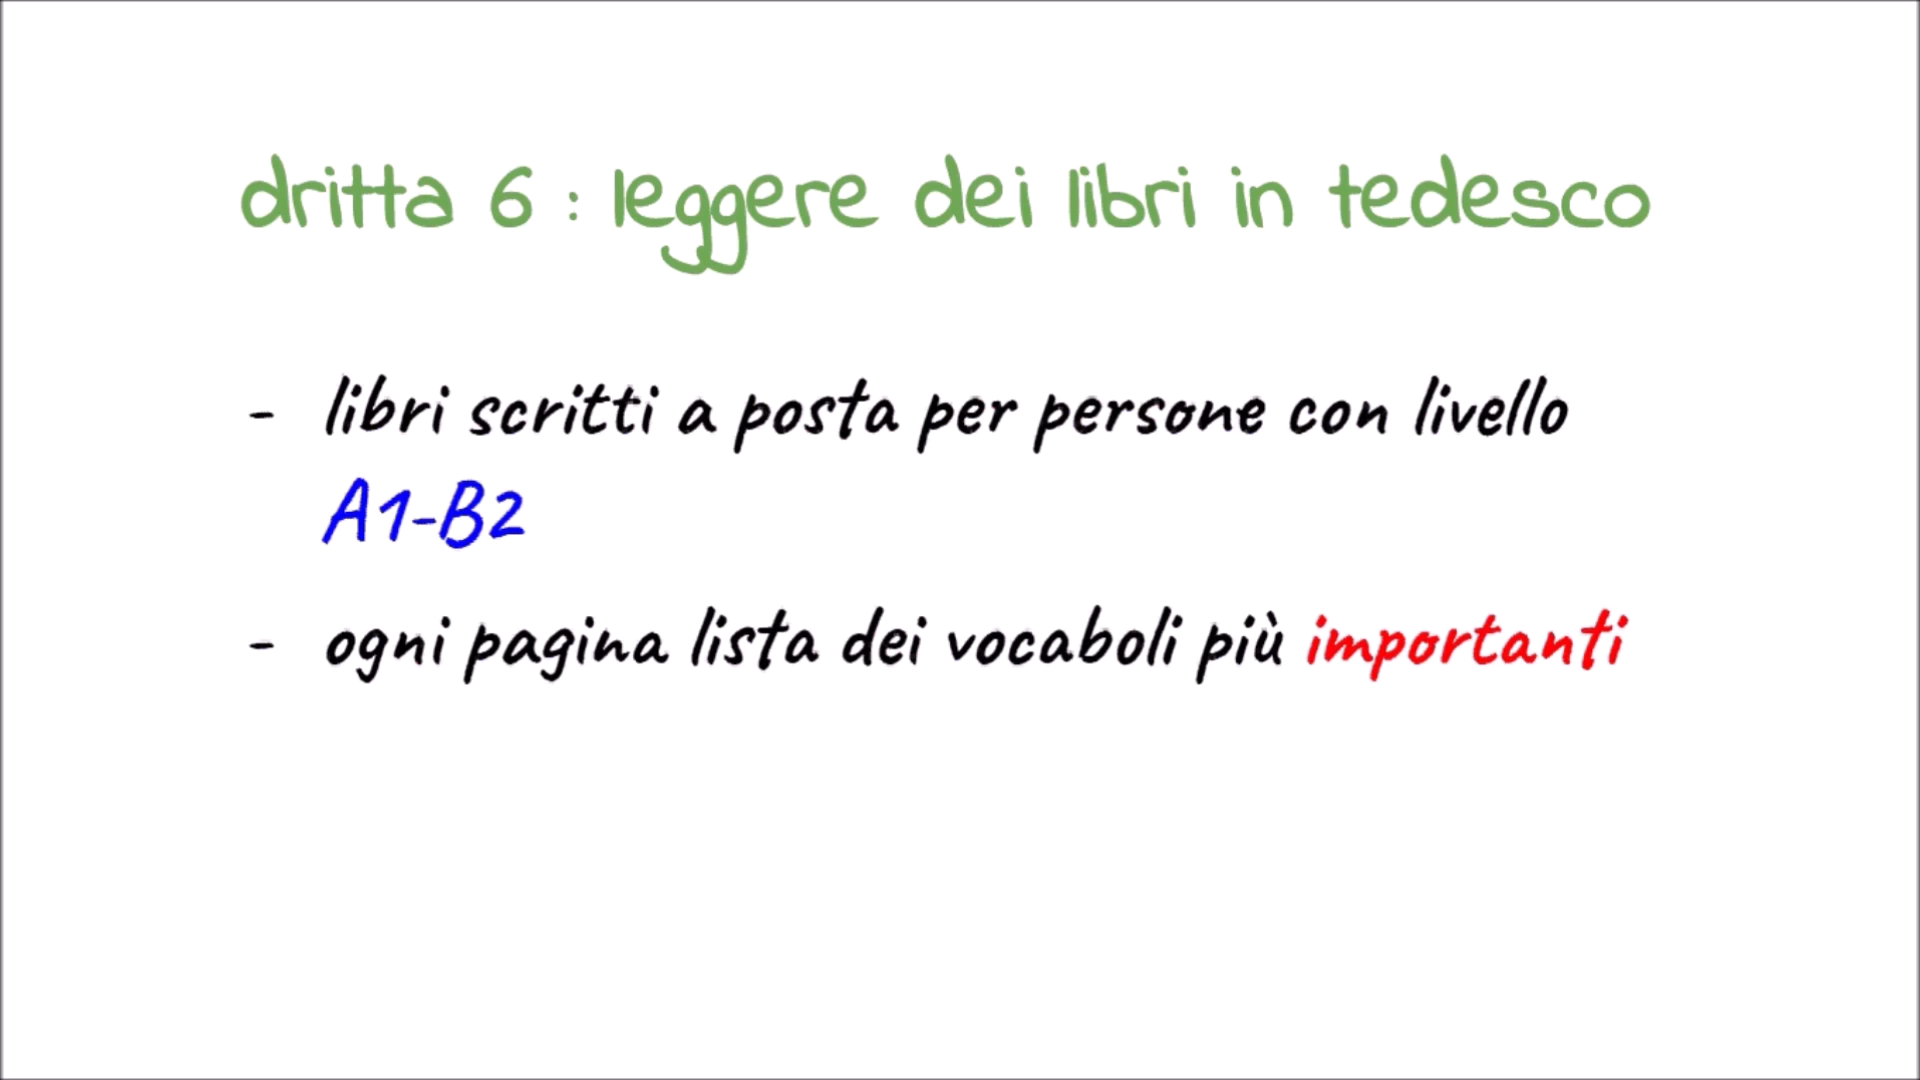 dritta 6 : leggere dei libri in tedesco
- libri scritti a posta per persone con livello
A1-B2
- ogni pagina lista dei vocaboli più importanti